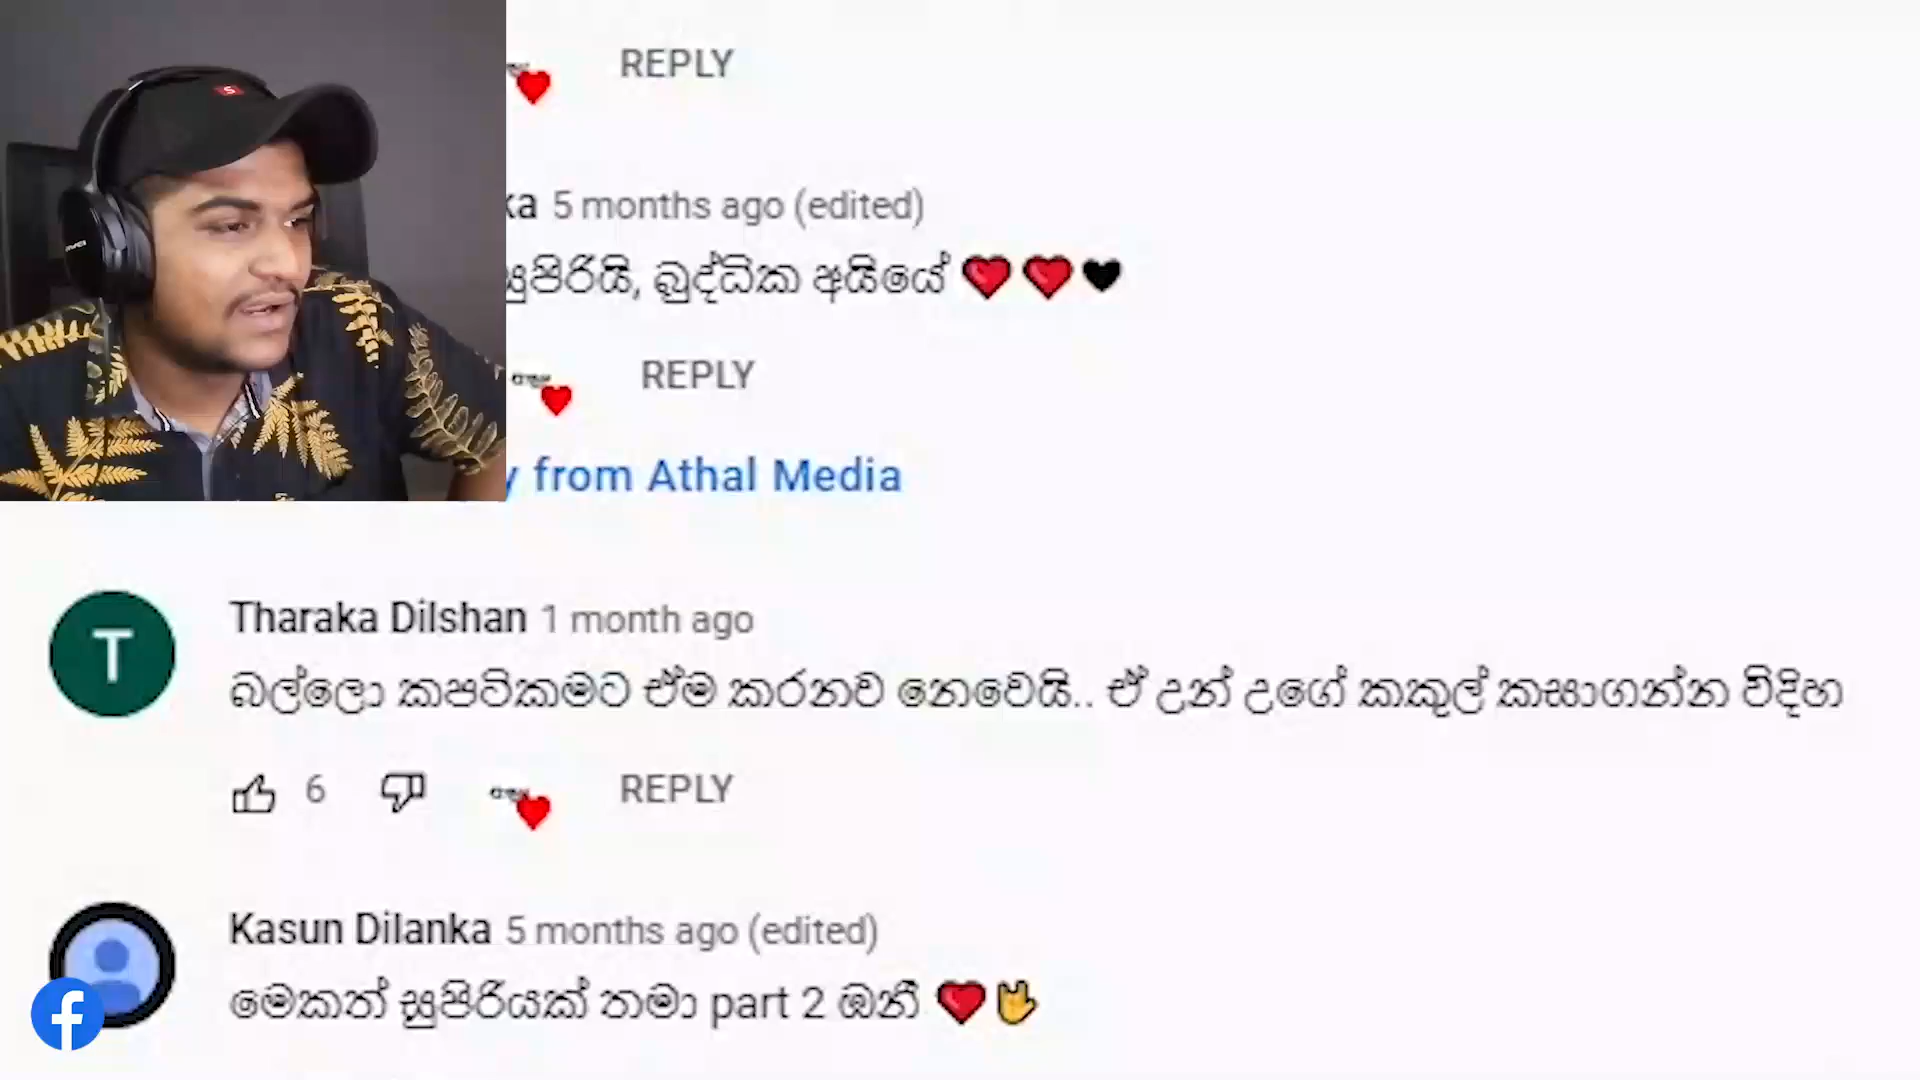 REPLY
ka 5 months ago (edited)
සුපිරියි, බුද්ධික අයියේ ❤️❤️🖤
REPLY
y from Athal Media
T
Tharaka Dilshan 1 month ago
බල්ලො කපටිකමට ඒම කරනව නෙවෙයි.. ඒ උන් උගේ කකුල් කඝාගන්න විදිහ
6
REPLY
Kasun Dilanka 5 months ago (edited)
මෙකත් සුපිරියක් තමා part 2 ඔනී ❤️🤟
f